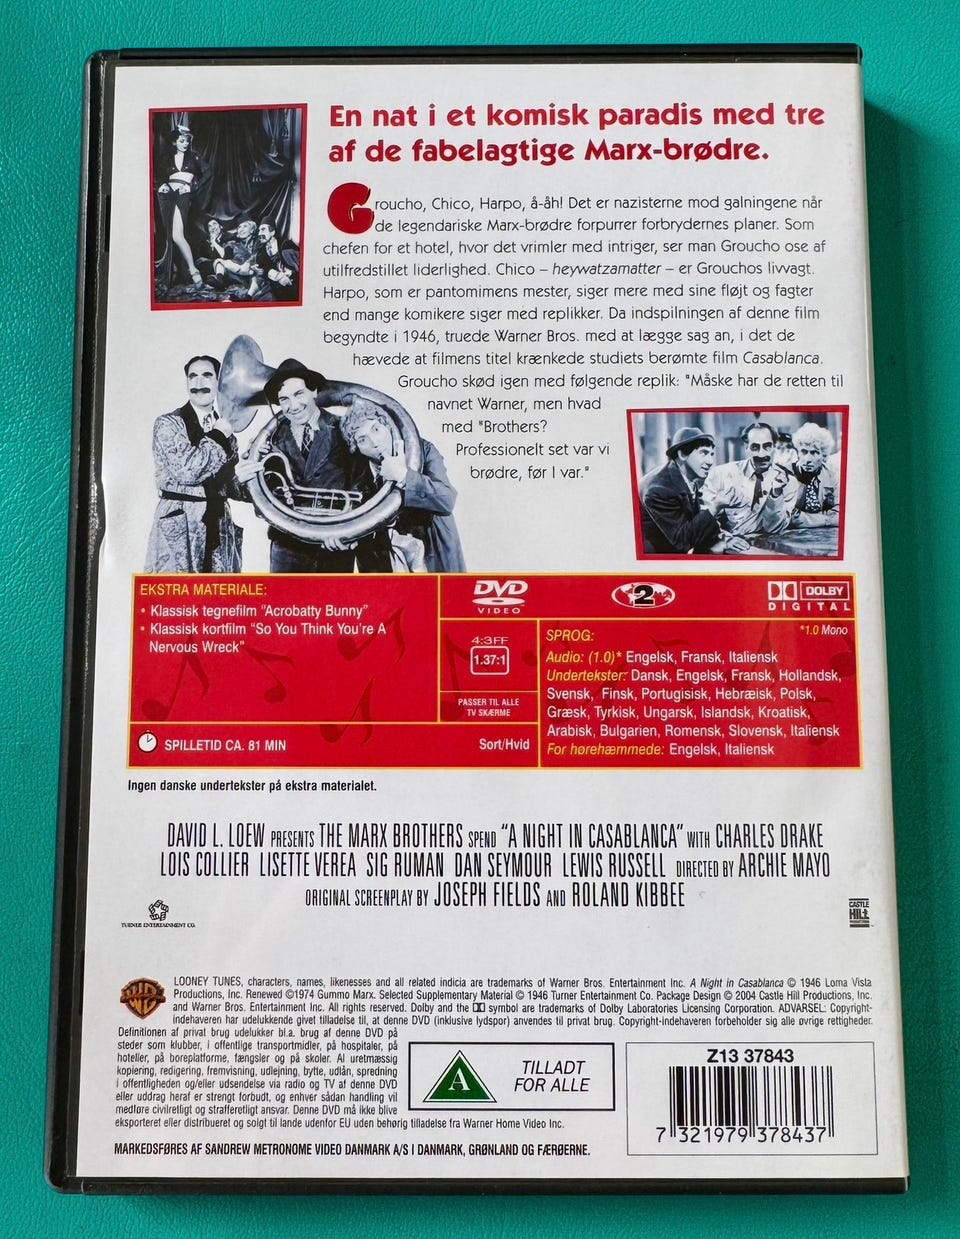 En nat i et komisk paradis med tre
af de fabelagtige Marx-brødre.
Groucho, Chico, Harpo, å-åh! Det er nazisterne mod galningene når
de legendariske Marx-brødre forpurrer forbrydernes planer. Som
chefen for et hotel, hvor det vrimler med intriger, ser man Groucho ose af
utilfredstillet liderlighed. Chico – heywatzamatter – er Grouchos livvagt.
Harpo, som er pantomimens mester, siger mere med sine fløjt og fagter
end mange komikere siger med replikker. Da indspilningen af denne film
begyndte i 1946, truede Warner Bros. med at lægge sag an, i det de
hævede at filmens titel krænkede studiets berømte film Casablanca.
Groucho skød igen med følgende replik: "Måske har de retten til
navnet Warner, men hvad
med "Brothers?
Professionelt set var vi
brødre, før I var."
EKSTRA MATERIALE:
• Klassisk tegnefilm "Acrobatty Bunny"
• Klassisk kortfilm "So You Think You're A
Nervous Wreck"
SPILLETID CA. 81 MIN
Sort/Hvid
DVD
VIDEO
2
DOLBY
DIGITAL
4:3FF
1.37:1
PASSER TIL ALLE
TV SKÆRME
*1.0 Mono
SPROG:
Audio: (1.0)* Engelsk, Fransk, Italiensk
Undertekster: Dansk, Engelsk, Fransk, Hollandsk,
Svensk, Finsk, Portugisisk, Hebræisk, Polsk,
Græsk, Tyrkisk, Ungarsk, Islandsk, Kroatisk,
Arabisk, Bulgarien, Romensk, Slovensk, Italiensk
For hørehæmmede: Engelsk, Italiensk
Ingen danske undertekster på ekstra materialet.
DAVID L. LOEW PRESENTS THE MARX BROTHERS SPEND "A NIGHT IN CASABLANCA" WITH CHARLES DRAKE
LOIS COLLIER LISETTE VEREA SIG RUMAN DAN SEYMOUR LEWIS RUSSELL DIRECTED BY ARCHIE MAYO
ORIGINAL SCREENPLAY BY JOSEPH FIELDS AND ROLAND KIBBEE
TURNER ENTERTAINMENT CO.
CASTLE
HILL
WB
LOONEY TUNES, characters, names, likenesses and all related indicia are trademarks of Warner Bros. Entertainment Inc. A Night in Casablanca © 1946 Loma Vista
Productions, Inc. Renewed ©1974 Gummo Marx. Selected Supplementary Material © 1946 Turner Entertainment Co. Package Design © 2004 Castle Hill Productions, Inc.
and Warner Bros. Entertainment Inc. All rights reserved. Dolby and the symbol are trademarks of Dolby Laboratories Licensing Corporation. ADVARSEL: Copyright-
indehaveren har udelukkende givet tilladelse til, at denne DVD (inklusive lydspor) anvendes til privat brug. Copyright-indehaveren forbeholder sig alle øvrige rettigheder.
Definitionen af privat brug udelukker bl.a. brug af denne DVD på
steder som klubber, i offentlige transportmidler, på hospitaler, på
hoteller, på boreplatforme, fængsler og på skoler. Al uretmæssig
kopiering, redigering, fremvisning, udlejning, bytte, udlån, spredning
i offentligheden og/eller udsendelse via radio og TV af denne DVD
eller uddrag heraf er strengt forbudt, og enhver sådan handling vil
medføre civilretligt og strafferetligt ansvar. Denne DVD må ikke blive
eksporteret eller distribueret og solgt til lande udenfor EU uden behørig tilladelse fra Warner Home Video Inc.
A
TILLADT
FOR ALLE
Z13 37843
7 321979 378437
MARKEDSFØRES AF SANDREW METRONOME VIDEO DANMARK A/S I DANMARK, GRØNLAND OG FÆRØERNE.